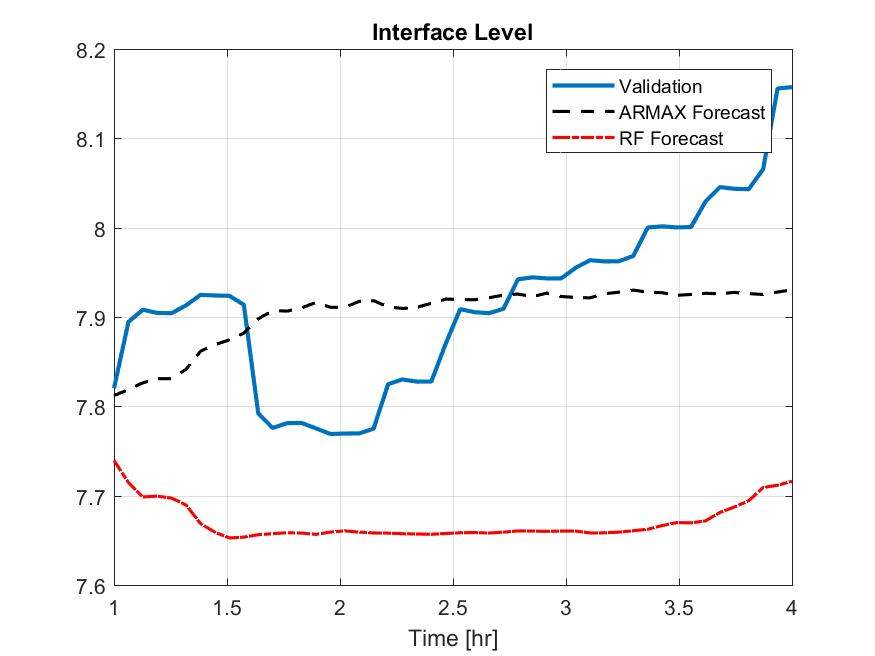 Interface Level
8.2
8.1
8
7.9
7.8
7.7
7.6
Validation
ARMAX Forecast
RF Forecast
1 1.5 2 2.5 3 3.5 4
Time [hr]